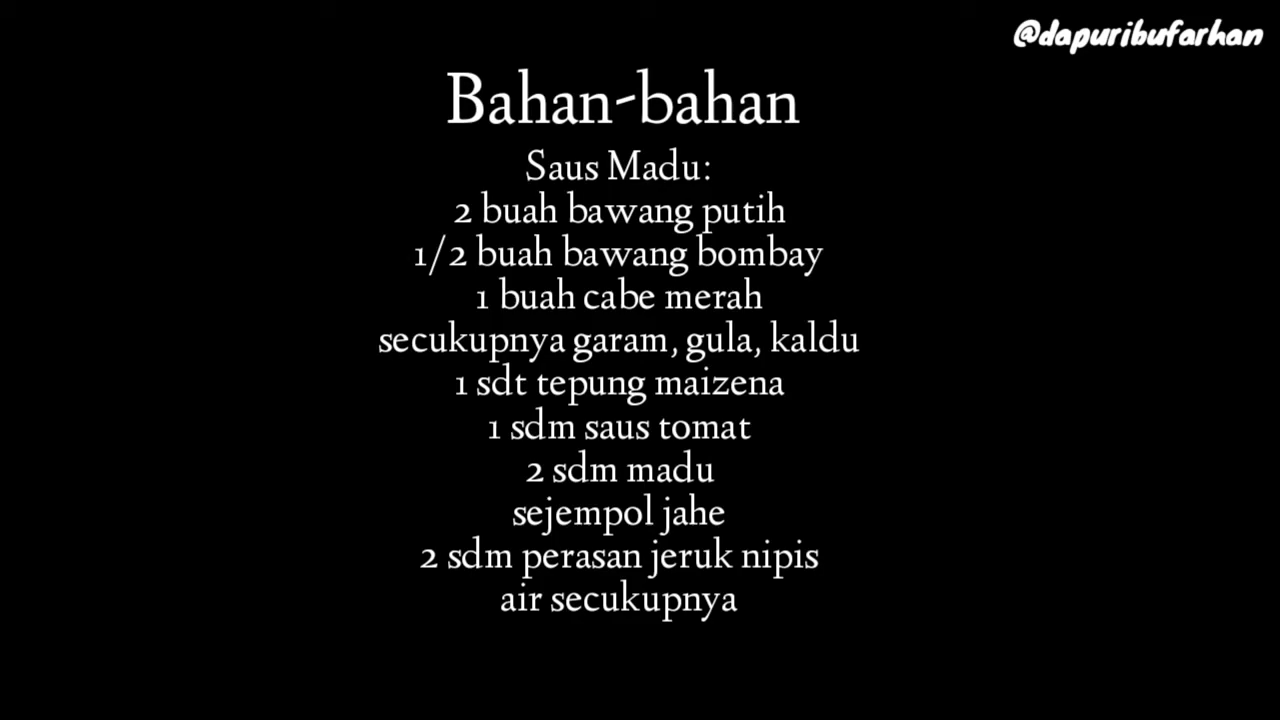 @dapuribufarhan
Bahan-bahan
Saus Madu:
2 buah bawang putih
1/2 buah bawang bombay
1 buah cabe merah
secukupnya garam, gula, kaldu
1 sdt tepung maizena
1 sdm saus tomat
2 sdm madu
sejempol jahe
2 sdm perasan jeruk nipis
air secukupnya